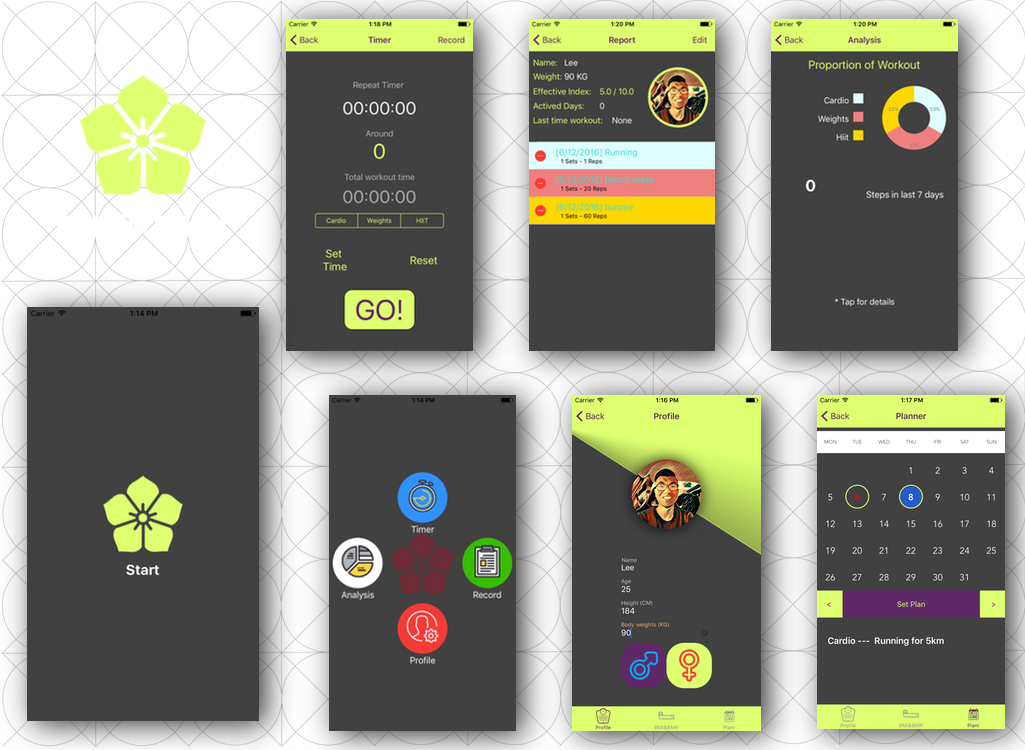 Carrier 1:18 PM
Back Timer Record
Repeat Timer
00:00:00
Around
0
Total workout time
00:00:00
Cardio Weights HIIT
Set
Time
Reset
GO!
Carrier 1:20 PM
Back Report Edit
Name: Lee
Weight: 90 KG
Effective Index: 5.0 / 10.0
Actived Days: 0
Last time workout: None
[6/12/2016] Running
1 Sets - 1 Reps
[6/12/2016] Bench press
1 Sets - 20 Reps
[6/12/2016] burpee
1 Sets - 60 Reps
Carrier 1:20 PM
Back Analysis
Proportion of Workout
Cardio
Weights
Hiit
0
Steps in last 7 days
* Tap for details
Carrier 1:14 PM
Start
Carrier 1:14 PM
Timer
Analysis
Record
Profile
Carrier 1:16 PM
Back Profile
Name
Lee
Age
25
Height (CM)
184
Body weights (KG)
90
Profile BMI&BMR Planr
Carrier 1:17 PM
Back Planner
MON TUE WED THU FRI SAT SUN
1 2 3 4
5 6 7 8 9 10 11
12 13 14 15 16 17 18
19 20 21 22 23 24 25
26 27 28 29 30 31
< Set Plan >
Cardio --- Running for 5km
Profile BMI&BMR Planr